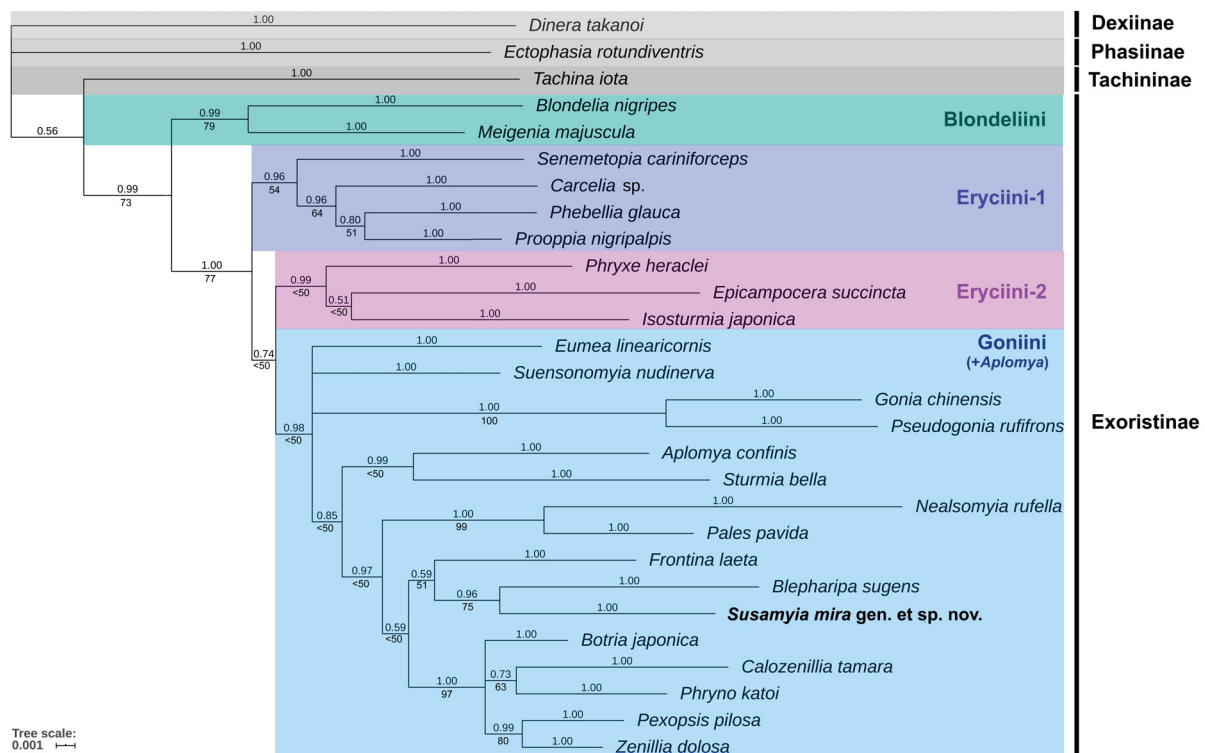 1.00
Dinera takanoi
Dexiinae
1.00
Ectophasia rotundiventris
Phasiinae
1.00
Tachina iota
Tachininae
1.00
Blondelia nigripes
0.99
79
Blondeliini
0.56
1.00
Meigenia majuscula
1.00
Senemetopia cariniforceps
0.96
54
1.00
Carcelia sp.
0.99
73
0.96
64
Eryciini-1
1.00
Phebellia glauca
0.80
51
1.00
Prooppia nigripalpis
1.00
77
1.00
Phryxe heraclei
0.99
<50
1.00
Epicampocera succincta
Eryciini-2
0.51
<50
1.00
Isosturmia japonica
1.00
Eumea linearicornis
Goniini
(+Aplomya)
0.74
<50
1.00
Suensonomyia nudinerva
1.00
Gonia chinensis
1.00
100
1.00
Pseudogonia rufifrons
Exoristinae
0.98
<50
1.00
Aplomya confinis
0.99
<50
1.00
Sturmia bella
1.00
Nealsomyia rufella
0.85
<50
1.00
99
1.00
Pales pavida
1.00
Frontina laeta
0.97
<50
0.59
51
1.00
Blepharipa sugens
0.96
75
1.00
Susamyia mira gen. et sp. nov.
0.59
<50
1.00
Botria japonica
1.00
Calozenillia tamara
0.73
63
1.00
97
1.00
Phryno katoi
1.00
Pexopsis pilosa
0.99
80
1.00
Zenillia dolosa
Tree scale:
0.001